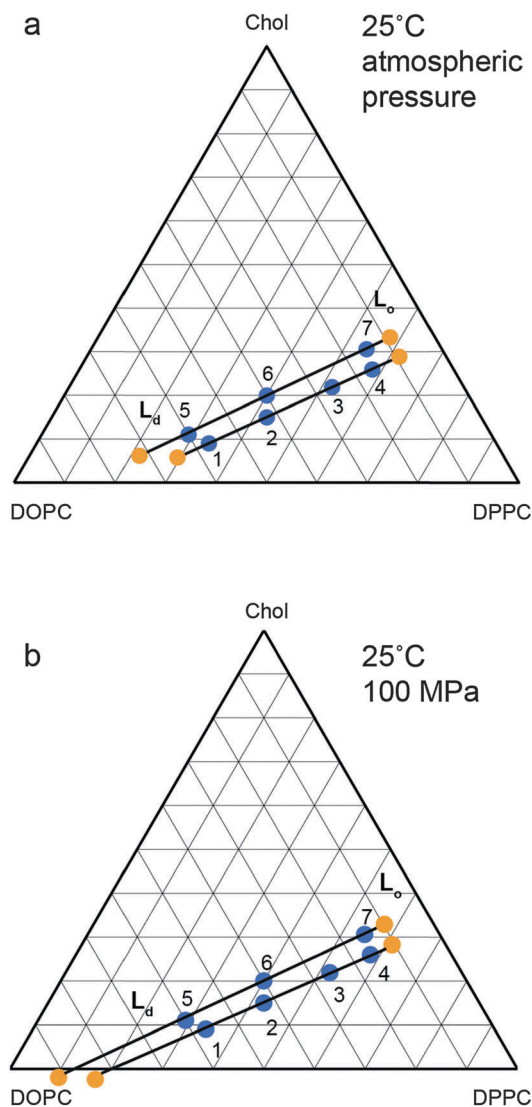 a
Chol
25°C
atmospheric
pressure
Lo
7
6
Ld
5
4
3
2
1
DOPC
DPPC
b
Chol
25°C
100 MPa
Lo
7
6
Ld
5
4
3
2
1
DOPC
DPPC